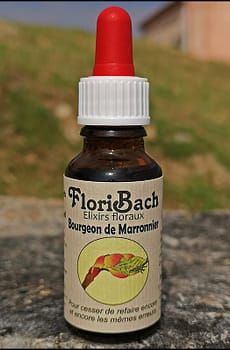 FloriBach
Elixirs floraux
Bourgeon de Marronnier
Pour cesser de refaire encore
et encore les mêmes erreurs